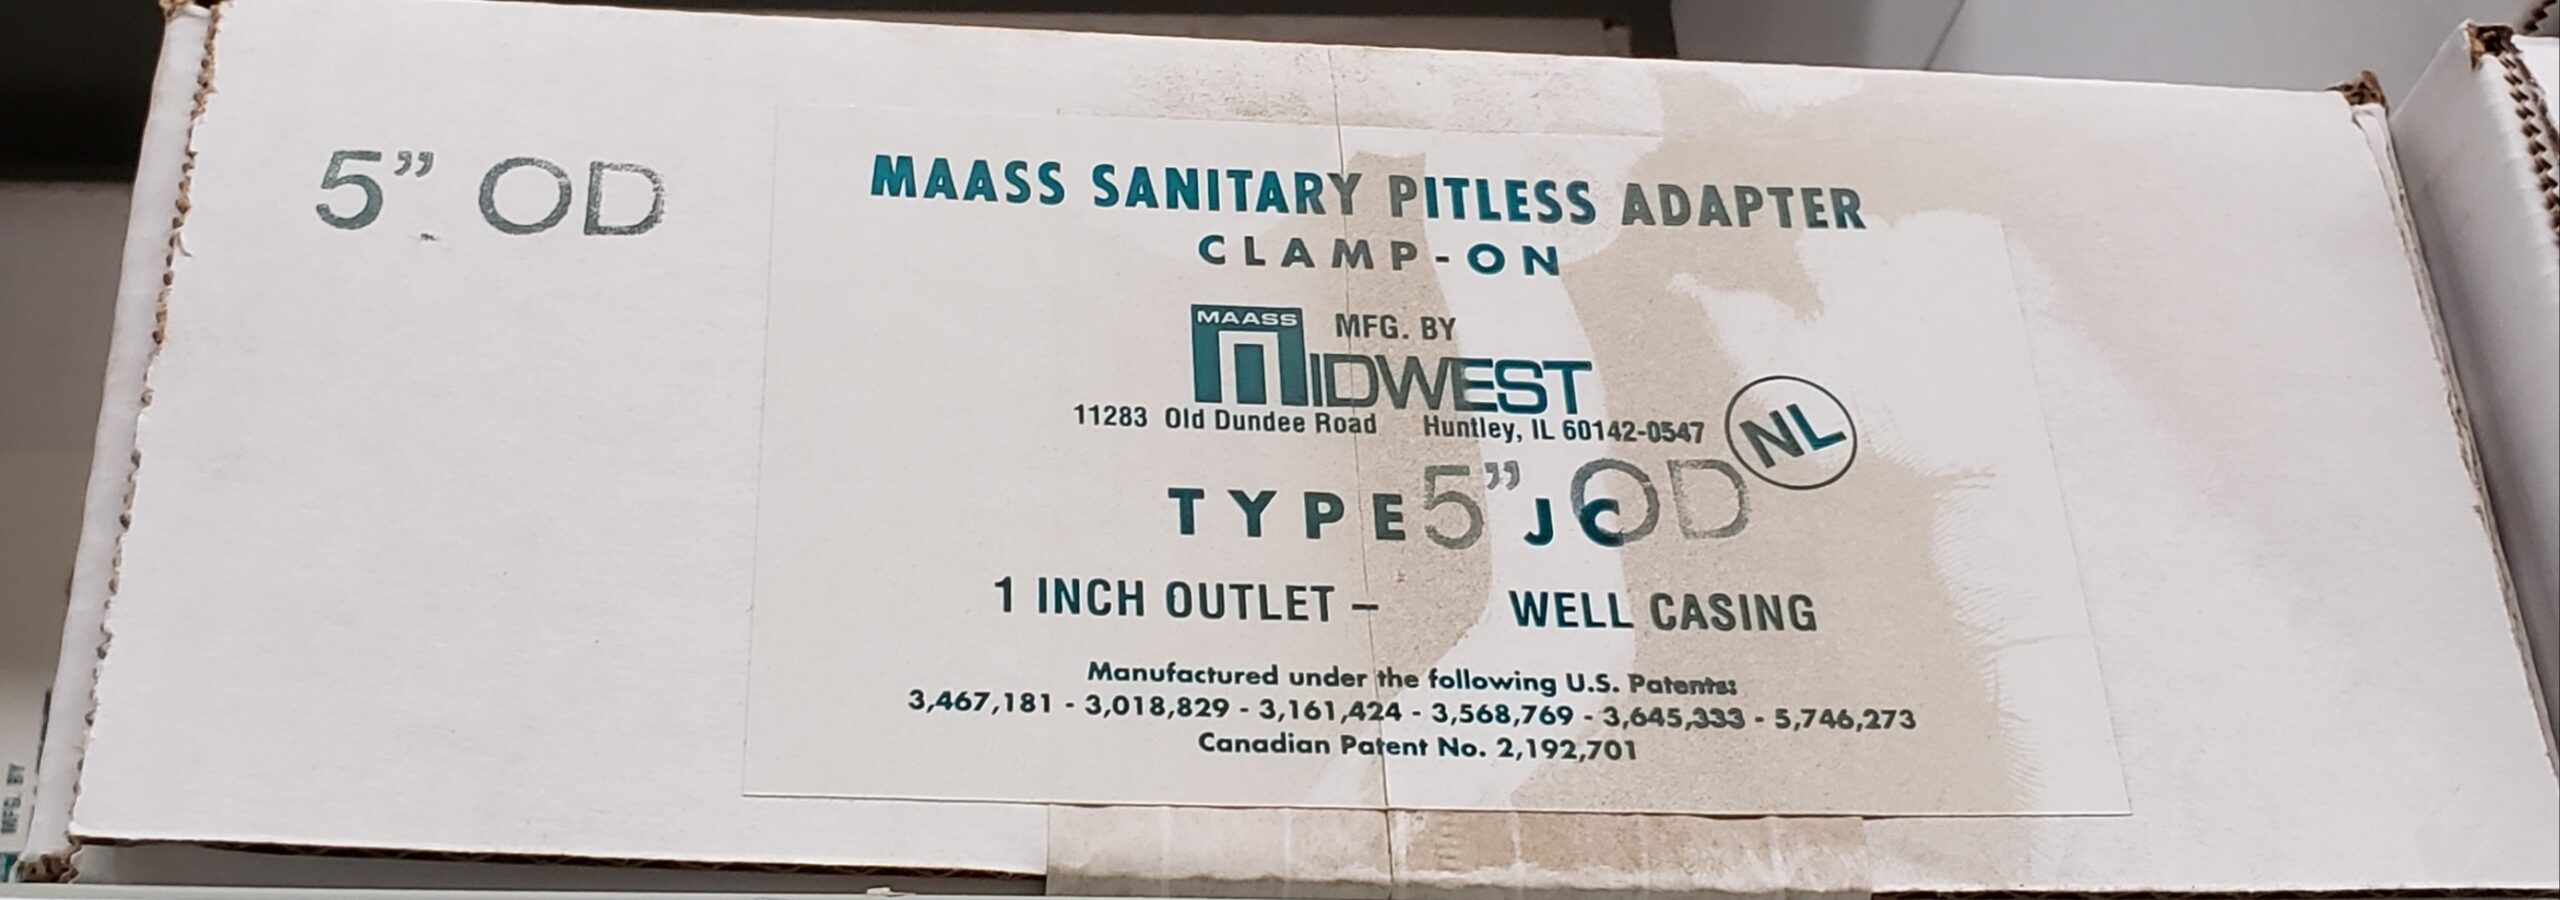 5” OD
MAASS SANITARY PITLESS ADAPTER
CLAMP-ON
MAASS
MFG. BY
MIDWEST
11283 Old Dundee Road Huntley, IL 60142-0547
NL
5” OD
TYPE JC
1 INCH OUTLET – WELL CASING
Manufactured under the following U.S. Patents:
3,467,181 - 3,018,829 - 3,161,424 - 3,568,769 - 3,645,333 - 5,746,273
Canadian Patent No. 2,192,701
MFG. BY